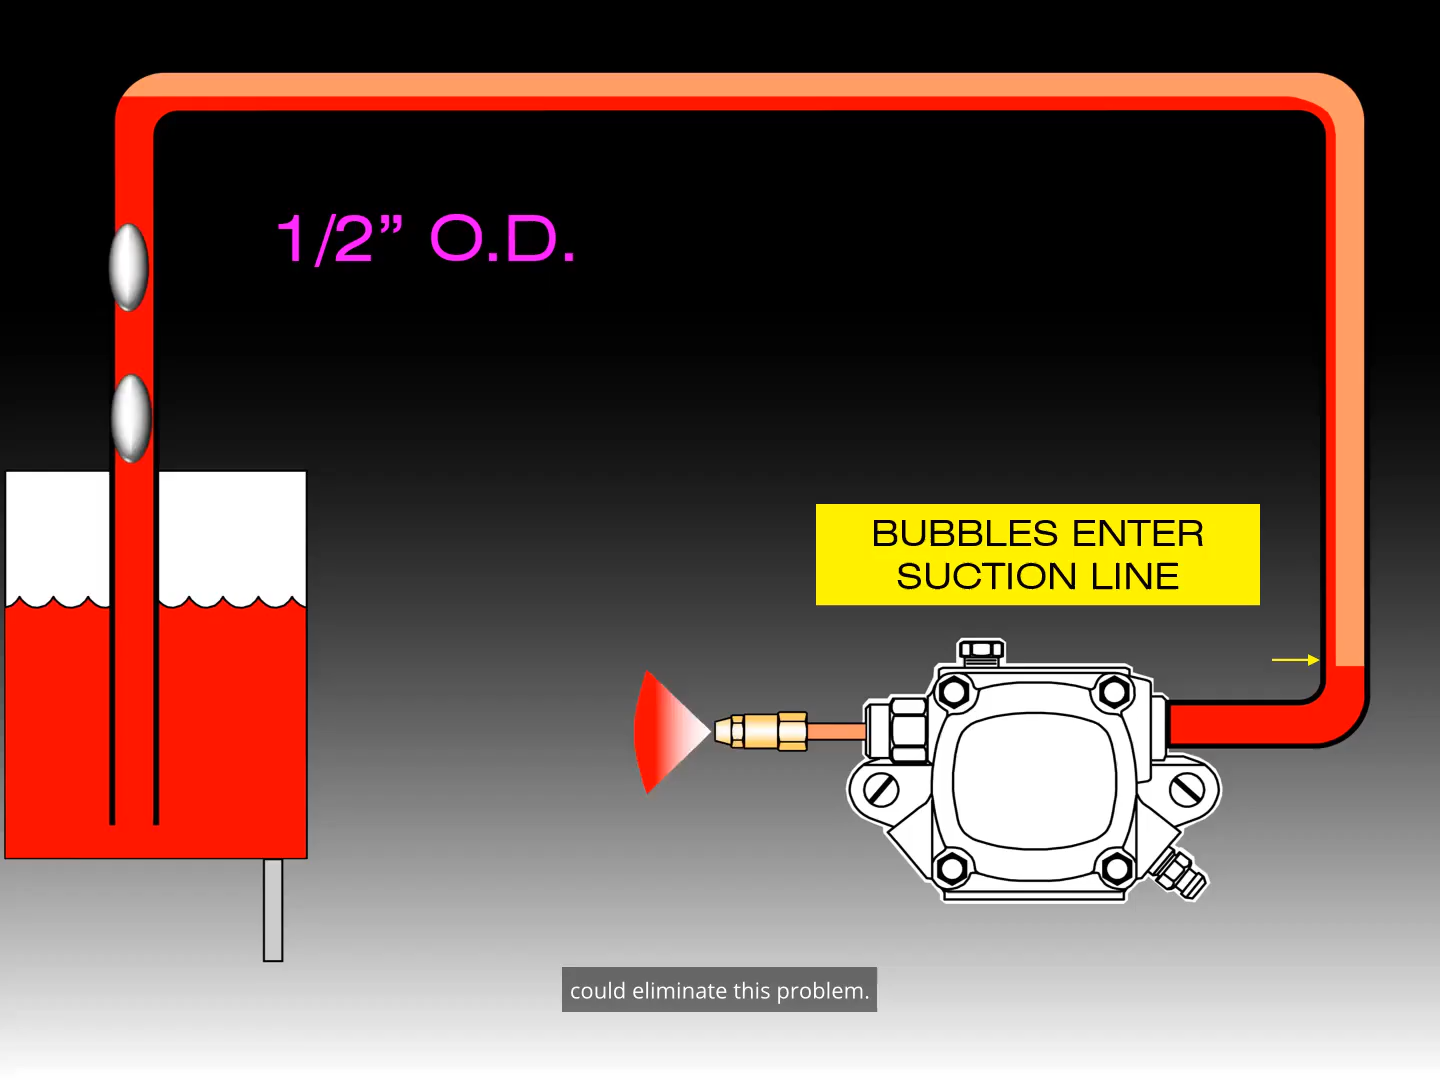 1/2” O.D.
BUBBLES ENTER
SUCTION LINE
could eliminate this problem.